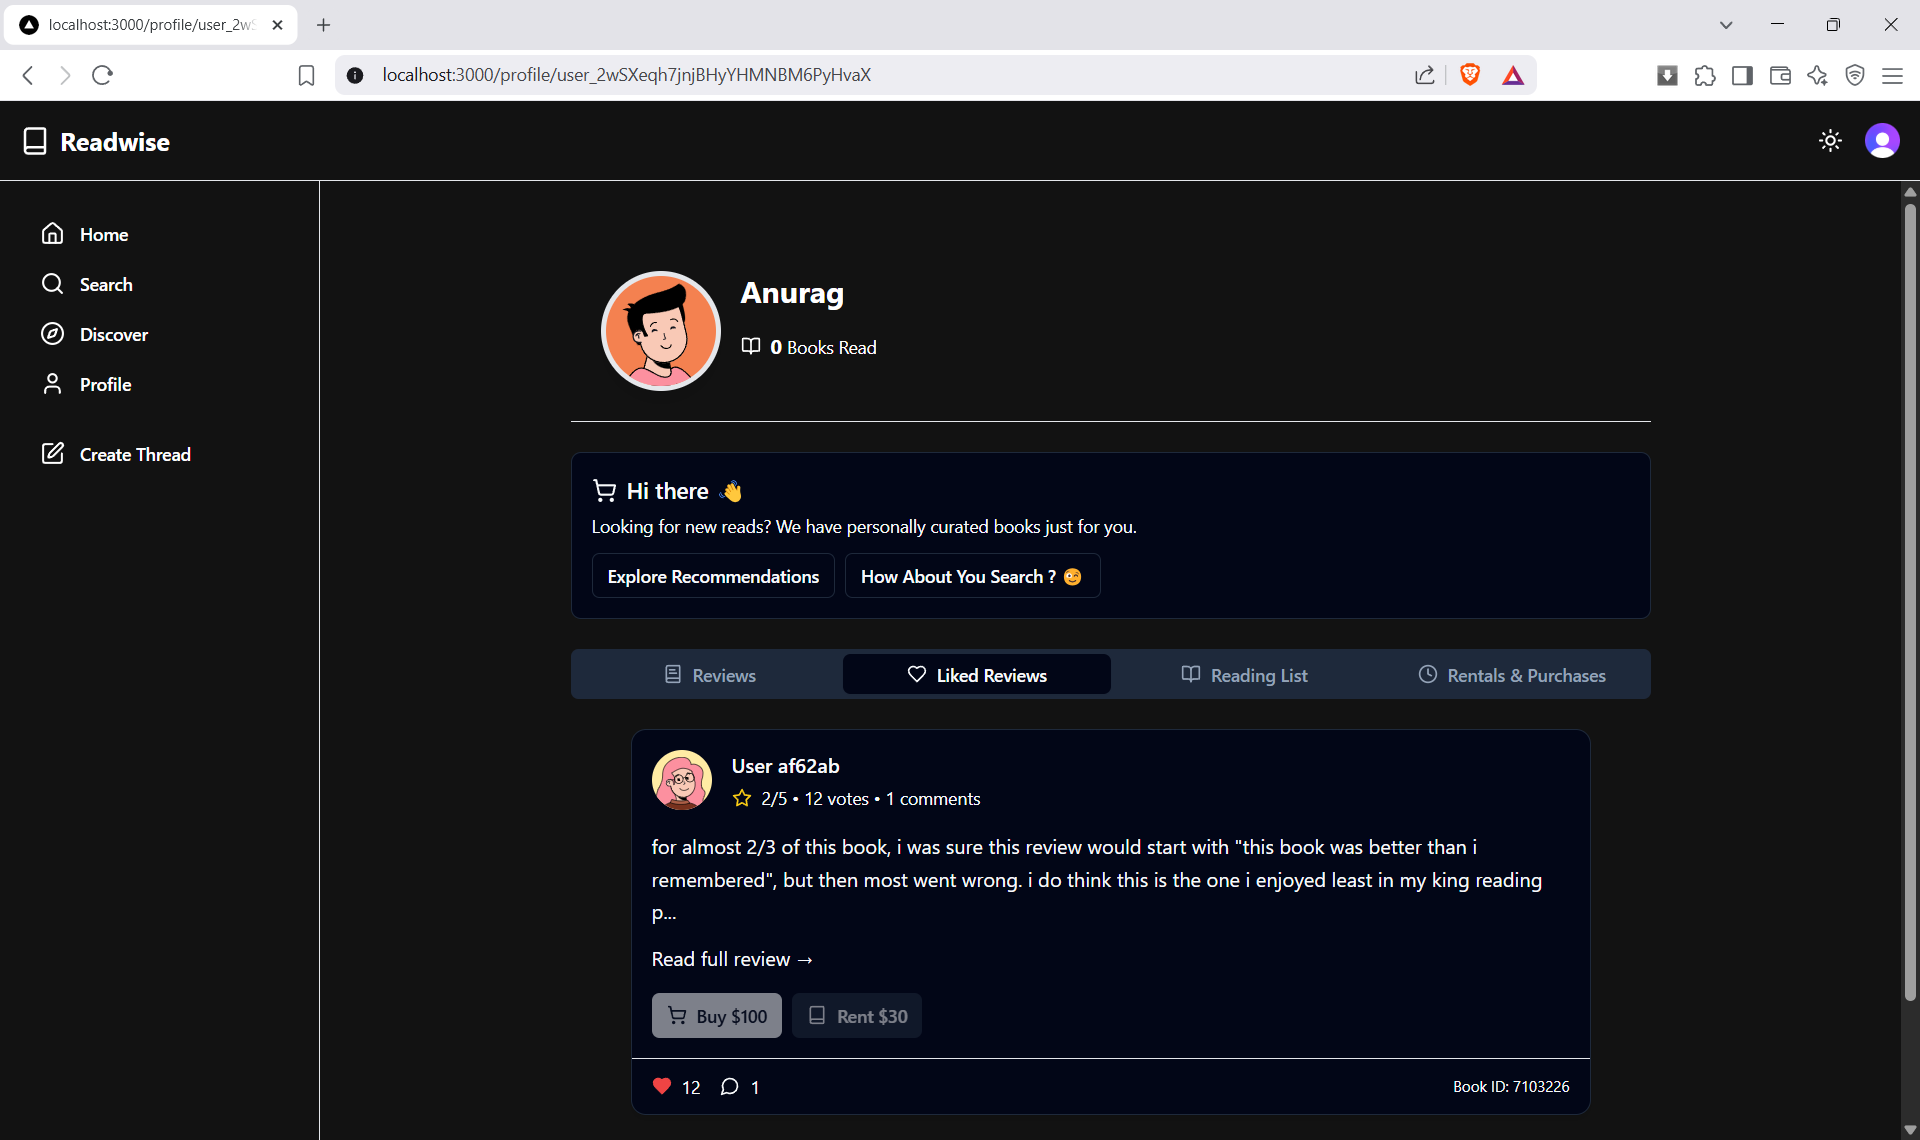 localhost:3000/profile/user_2wS
localhost:3000/profile/user_2wSXeqh7jnjBHyYHMNBM6PyHvaX
Readwise
Home
Search
Discover
Profile
Create Thread
Anurag
0 Books Read
Hi there 👋
Looking for new reads? We have personally curated books just for you.
Explore Recommendations
How About You Search ? 🧐
Reviews
Liked Reviews
Reading List
Rentals & Purchases
User af62ab
2/5 • 12 votes • 1 comments
for almost 2/3 of this book, i was sure this review would start with "this book was better than i
remembered", but then most went wrong. i do think this is the one i enjoyed least in my king reading
p...
Read full review →
Buy $100
Rent $30
12
1
Book ID: 7103226